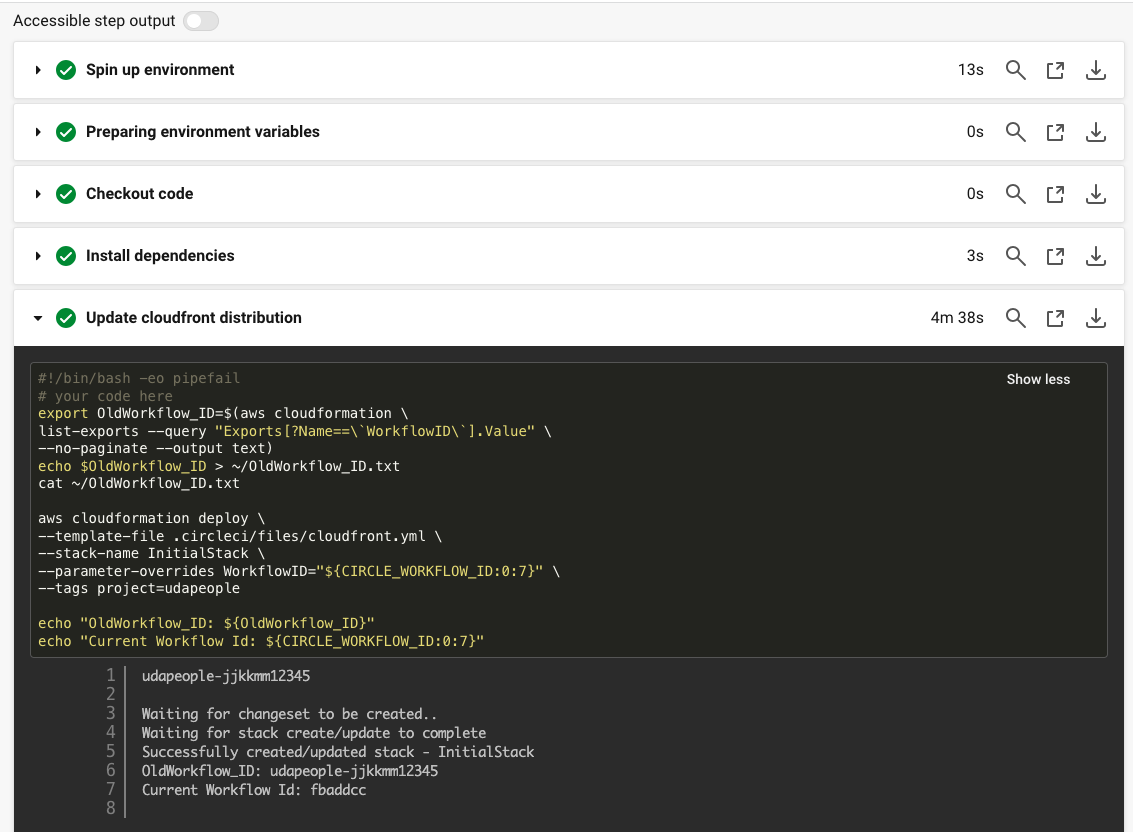 Accessible step output
Spin up environment 13s
Preparing environment variables 0s
Checkout code 0s
Install dependencies 3s
Update cloudfront distribution 4m 38s
#!/bin/bash -eo pipefail Show less
# your code here
export OldWorkflow_ID=$(aws cloudformation \
list-exports --query "Exports[?Name==\`WorkflowID\`].Value" \
--no-paginate --output text)
echo $OldWorkflow_ID > ~/OldWorkflow_ID.txt
cat ~/OldWorkflow_ID.txt
aws cloudformation deploy \
--template-file .circleci/files/cloudfront.yml \
--stack-name InitialStack \
--parameter-overrides WorkflowID="${CIRCLE_WORKFLOW_ID:0:7}" \
--tags project=udapeople
echo "OldWorkflow_ID: ${OldWorkflow_ID}"
echo "Current Workflow Id: ${CIRCLE_WORKFLOW_ID:0:7}"
1 udapeople-jjkkmm12345
2
3 Waiting for changeset to be created..
4 Waiting for stack create/update to complete
5 Successfully created/updated stack - InitialStack
6 OldWorkflow_ID: udapeople-jjkkmm12345
7 Current Workflow Id: fbaddcc
8